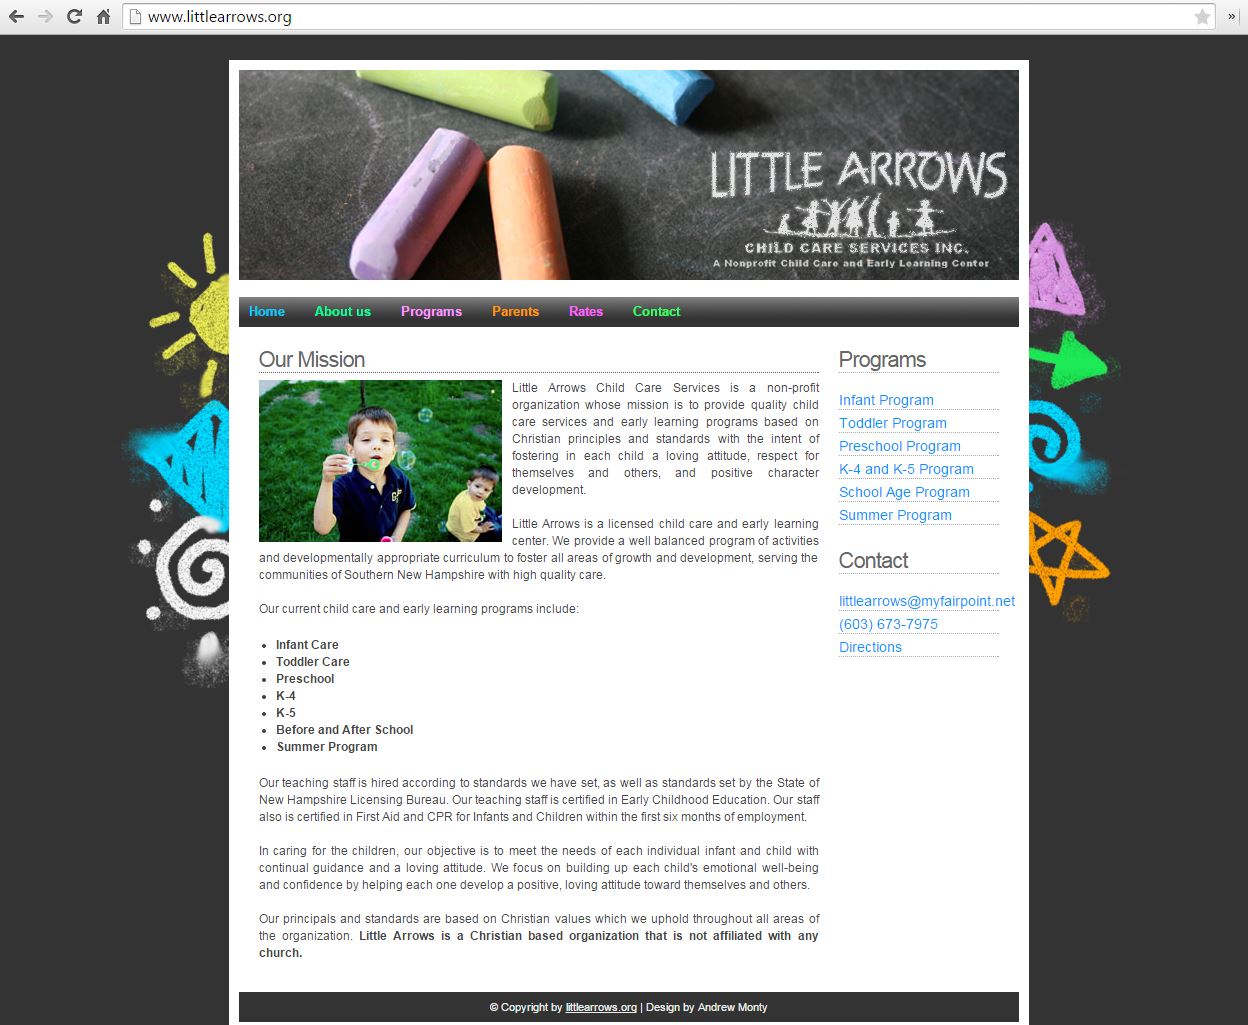 www.littlearrows.org
»
LITTLE ARROWS
CHILD CARE SERVICES INC.
A Nonprofit Child Care and Early Learning Center
Home About us Programs Parents Rates Contact
Our Mission
Little Arrows Child Care Services is a non-profit
organization whose mission is to provide quality child
care services and early learning programs based on
Christian principles and standards with the intent of
fostering in each child a loving attitude, respect for
themselves and others, and positive character
development.
Little Arrows is a licensed child care and early learning
center. We provide a well balanced program of activities
and developmentally appropriate curriculum to foster all areas of growth and development, serving the
communities of Southern New Hampshire with high quality care.
Our current child care and early learning programs include:
• Infant Care
• Toddler Care
• Preschool
• K-4
• K-5
• Before and After School
• Summer Program
Our teaching staff is hired according to standards we have set, as well as standards set by the State of
New Hampshire Licensing Bureau. Our teaching staff is certified in Early Childhood Education. Our staff
also is certified in First Aid and CPR for Infants and Children within the first six months of employment.
In caring for the children, our objective is to meet the needs of each individual infant and child with
continual guidance and a loving attitude. We focus on building up each child's emotional well-being
and confidence by helping each one develop a positive, loving attitude toward themselves and others.
Our principals and standards are based on Christian values which we uphold throughout all areas of
the organization. Little Arrows is a Christian based organization that is not affiliated with any
church.
Programs
Infant Program
Toddler Program
Preschool Program
K-4 and K-5 Program
School Age Program
Summer Program
Contact
littlearrows@myfairpoint.net
(603) 673-7975
Directions
© Copyright by littlearrows.org | Design by Andrew Monty